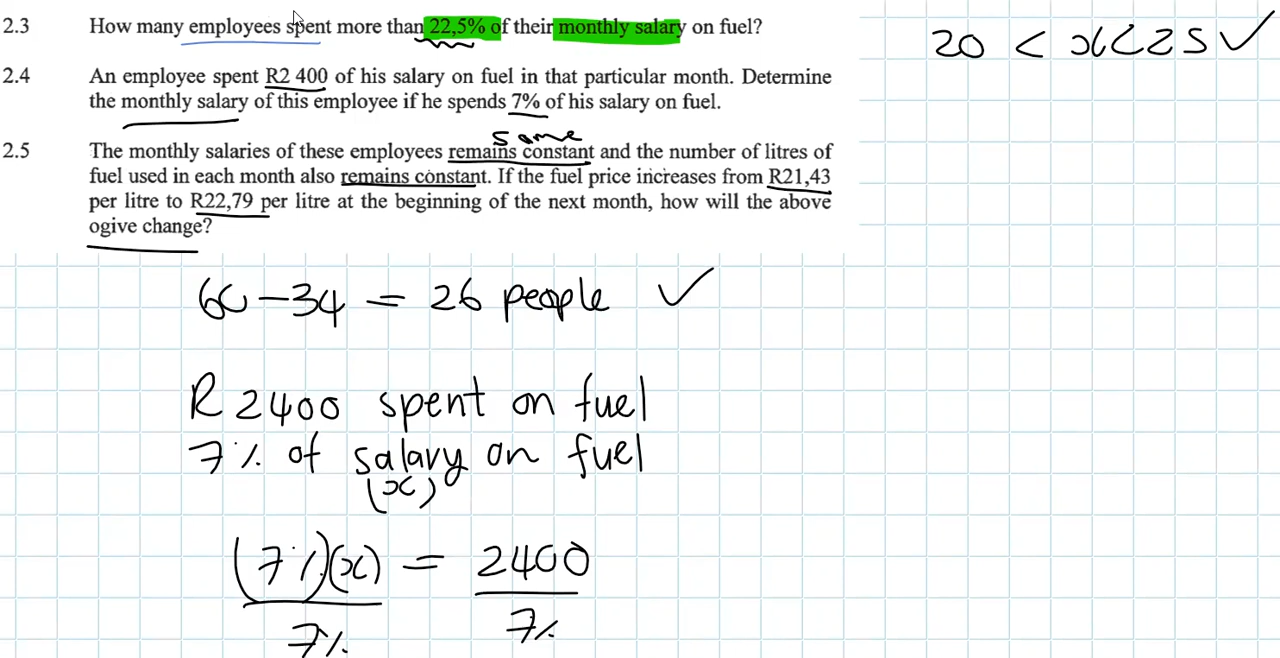 2.3 How many employees spent more than 22,5% of their monthly salary on fuel?
20 < x < 25 ✓
2.4 An employee spent R2 400 of his salary on fuel in that particular month. Determine
the monthly salary of this employee if he spends 7% of his salary on fuel.
same
2.5 The monthly salaries of these employees remains constant and the number of litres of
fuel used in each month also remains constant. If the fuel price increases from R21,43
per litre to R22,79 per litre at the beginning of the next month, how will the above
ogive change?
60 - 34 = 26 people ✓
R 2400 spent on fuel
7% of salary on fuel
(x)
(7%)(x) = 2400
7% 7%